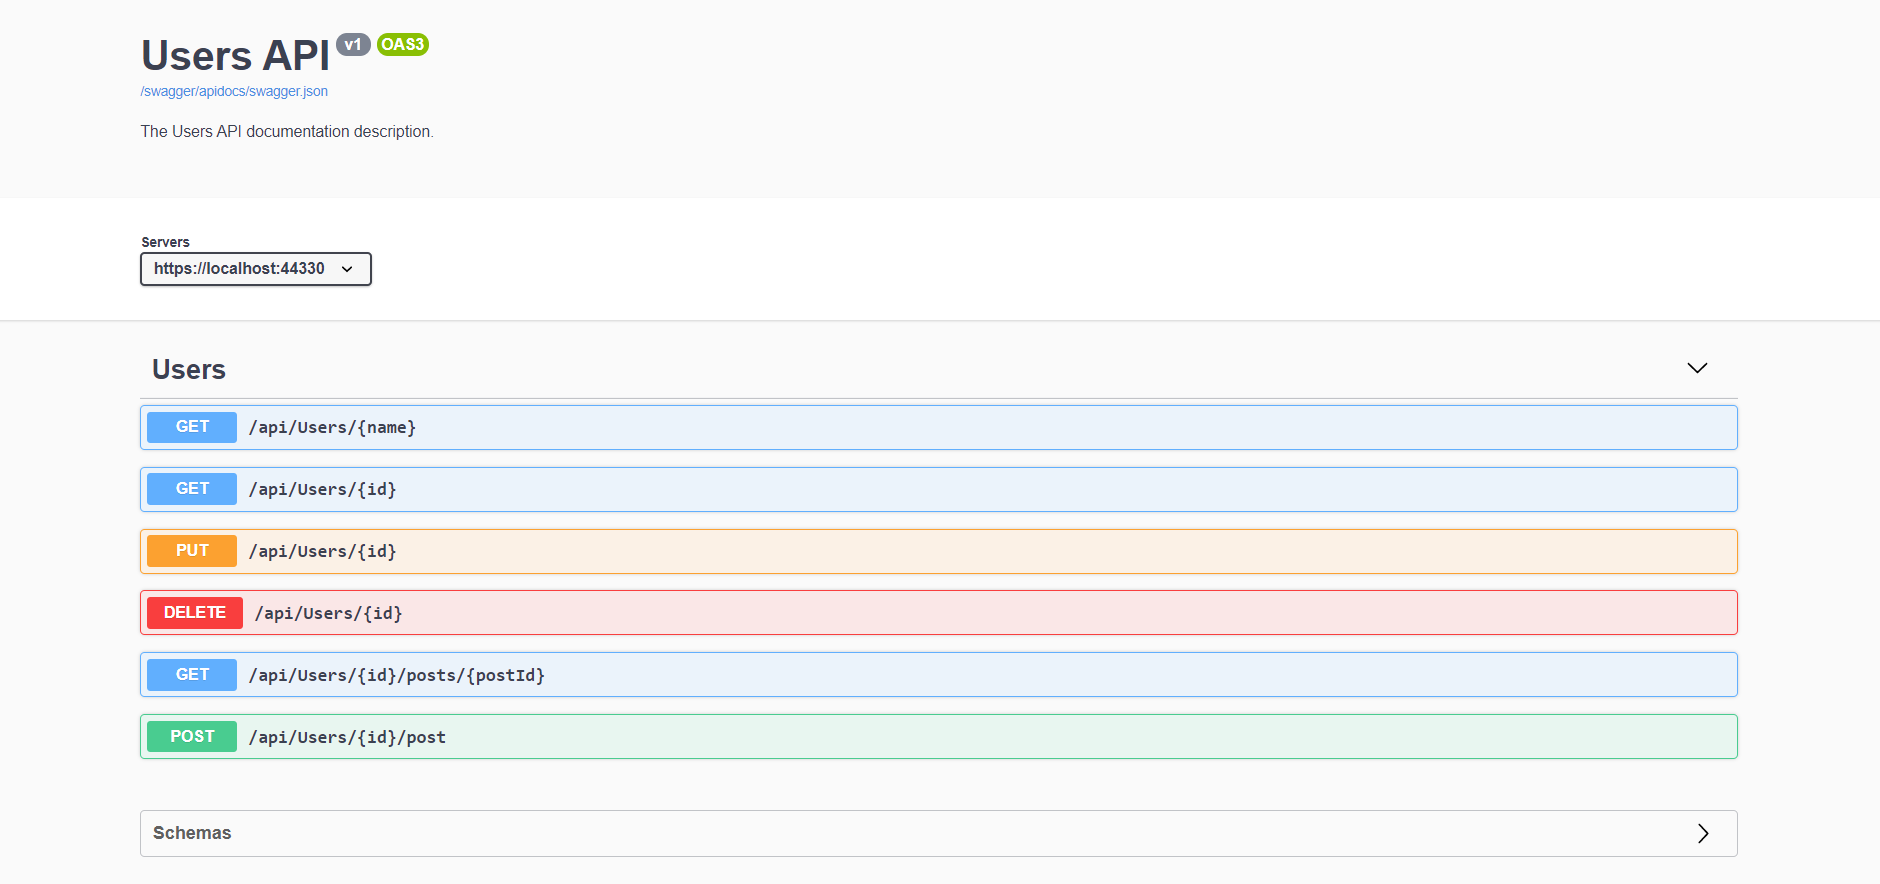 Users API v1 OAS3
/swagger/apidocs/swagger.json
The Users API documentation description.
Servers
https://localhost:44330
Users
GET /api/Users/{name}
GET /api/Users/{id}
PUT /api/Users/{id}
DELETE /api/Users/{id}
GET /api/Users/{id}/posts/{postId}
POST /api/Users/{id}/post
Schemas